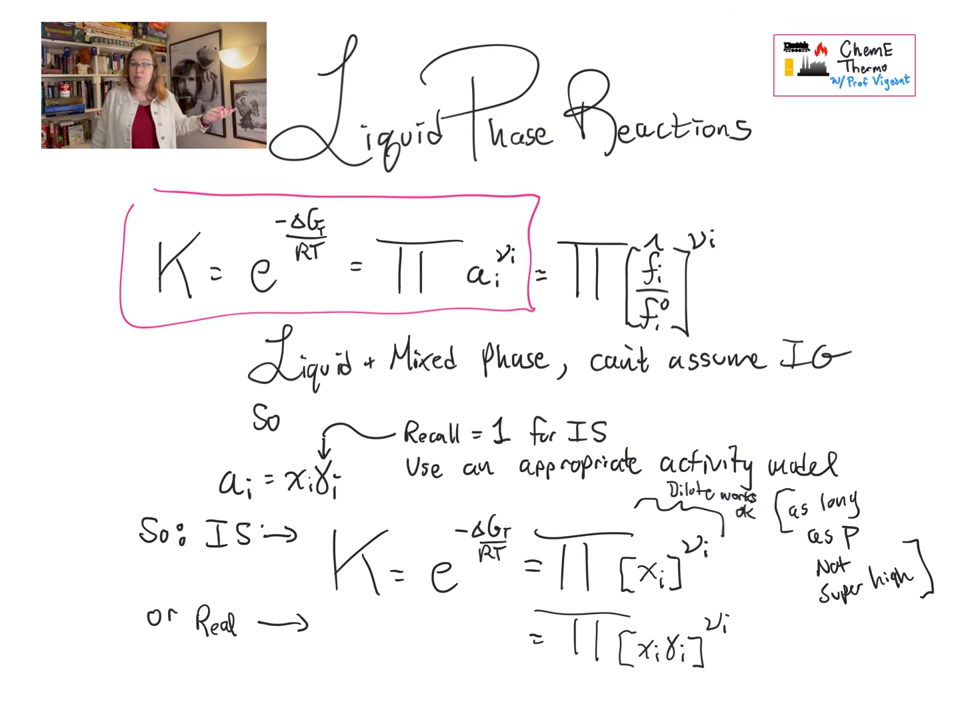 ChemE
Thermo
w/ Prof Vigeant
Liquid Phase Reactions
K = e^(-ΔG_T/RT) = ∏ a_i^ν_i = ∏ [f̂_i/f_i°]^ν_i
Liquid + Mixed Phase, can't assume IG
So
Recall = 1 for IS
a_i = x_i γ_i
Use an appropriate activity model
Dilute works
ok
[as long
as P
Not
Super high]
So: IS → K = e^(-ΔG_T/RT) = ∏ [x_i]^ν_i
or Real → = ∏ [x_i γ_i]^ν_i